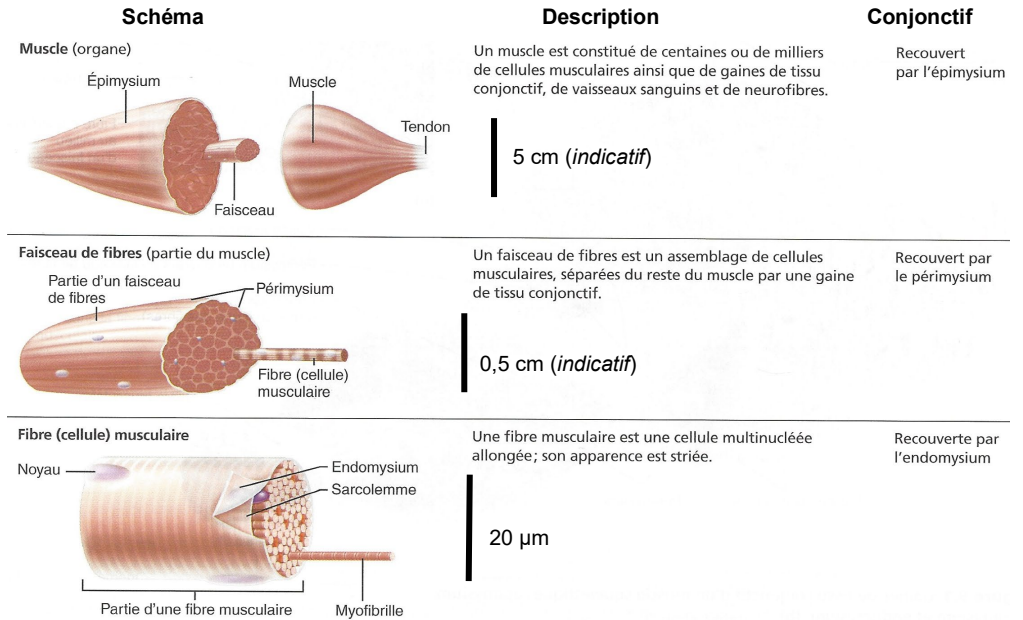 Schéma
Description
Conjonctif
Muscle (organe)
Épimysium
Muscle
Tendon
Faisceau
Un muscle est constitué de centaines ou de milliers
de cellules musculaires ainsi que de gaines de tissu
conjonctif, de vaisseaux sanguins et de neurofibres.
5 cm (indicatif)
Recouvert
par l'épimysium
Faisceau de fibres (partie du muscle)
Partie d'un faisceau
de fibres
Périmysium
Fibre (cellule)
musculaire
Un faisceau de fibres est un assemblage de cellules
musculaires, séparées du reste du muscle par une gaine
de tissu conjonctif.
0,5 cm (indicatif)
Recouvert par
le périmysium
Fibre (cellule) musculaire
Noyau
Endomysium
Sarcolemme
Partie d'une fibre musculaire
Myofibrille
Une fibre musculaire est une cellule multinucléée
allongée; son apparence est striée.
20 µm
Recouverte par
l'endomysium